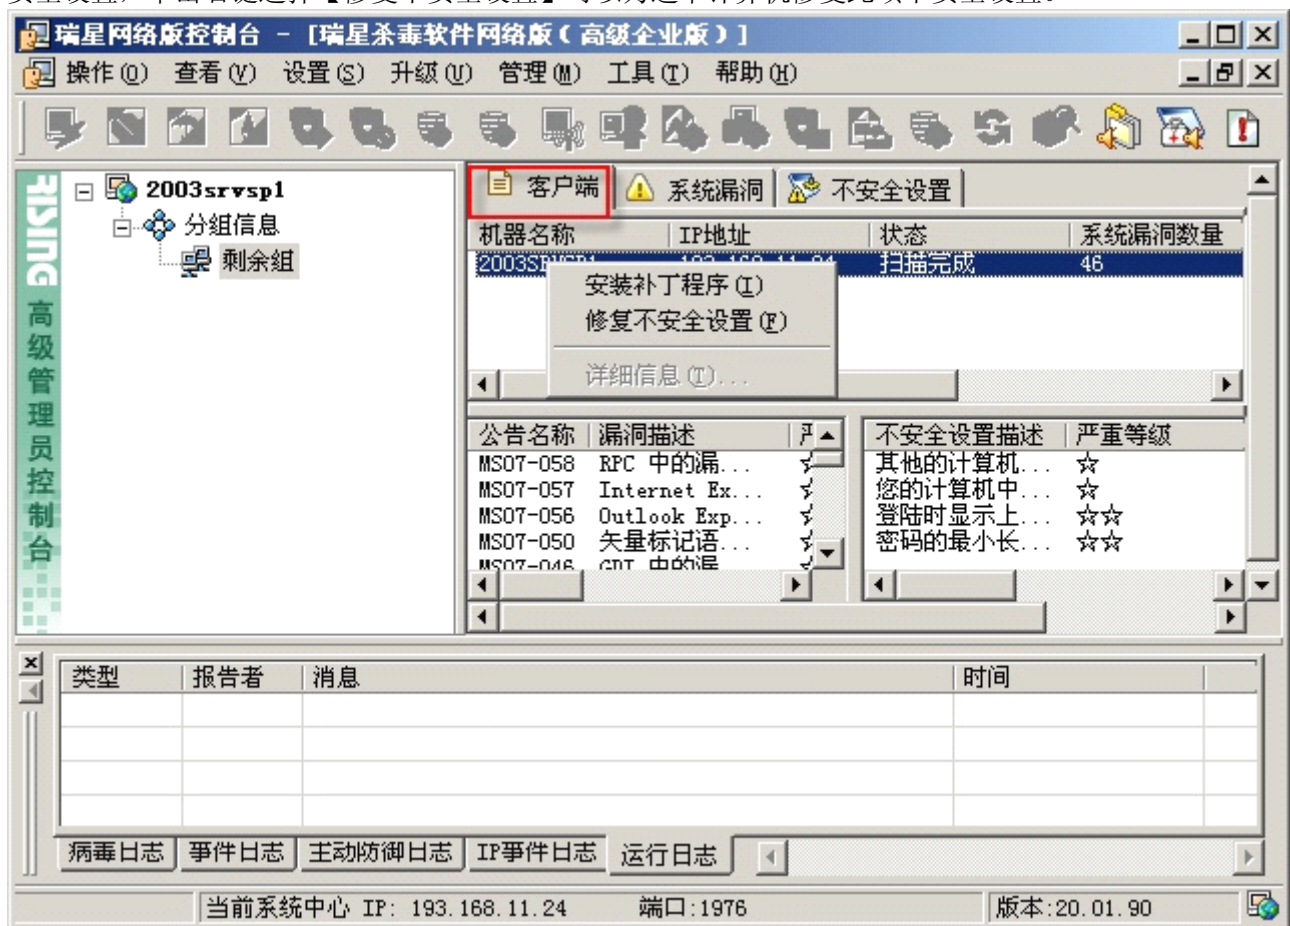 瑞星网络版控制台 - [瑞星杀毒软件网络版(高级企业版)]
操作(O) 查看(V) 设置(S) 升级(U) 管理(M) 工具(T) 帮助(H)
RISING
高级管理员控制台
2003srvsp1
分组信息
剩余组
客户端 系统漏洞 不安全设置
机器名称 IP地址 状态 系统漏洞数量
扫描完成 46
安装补丁程序(I)
修复不安全设置(F)
详细信息(T)...
公告名称 漏洞描述
MS07-058 RPC 中的漏...
MS07-057 Internet Ex...
MS07-056 Outlook Exp...
MS07-050 矢量标记语...
MS07-046 GDI 中的漏
不安全设置描述 严重等级
其他的计算机... ☆
您的计算机中... ☆
登陆时显示上... ☆☆
密码的最小长... ☆☆
类型 报告者 消息 时间
病毒日志 事件日志 主动防御日志 IP事件日志 运行日志
当前系统中心 IP: 193.168.11.24 端口:1976 版本:20.01.90